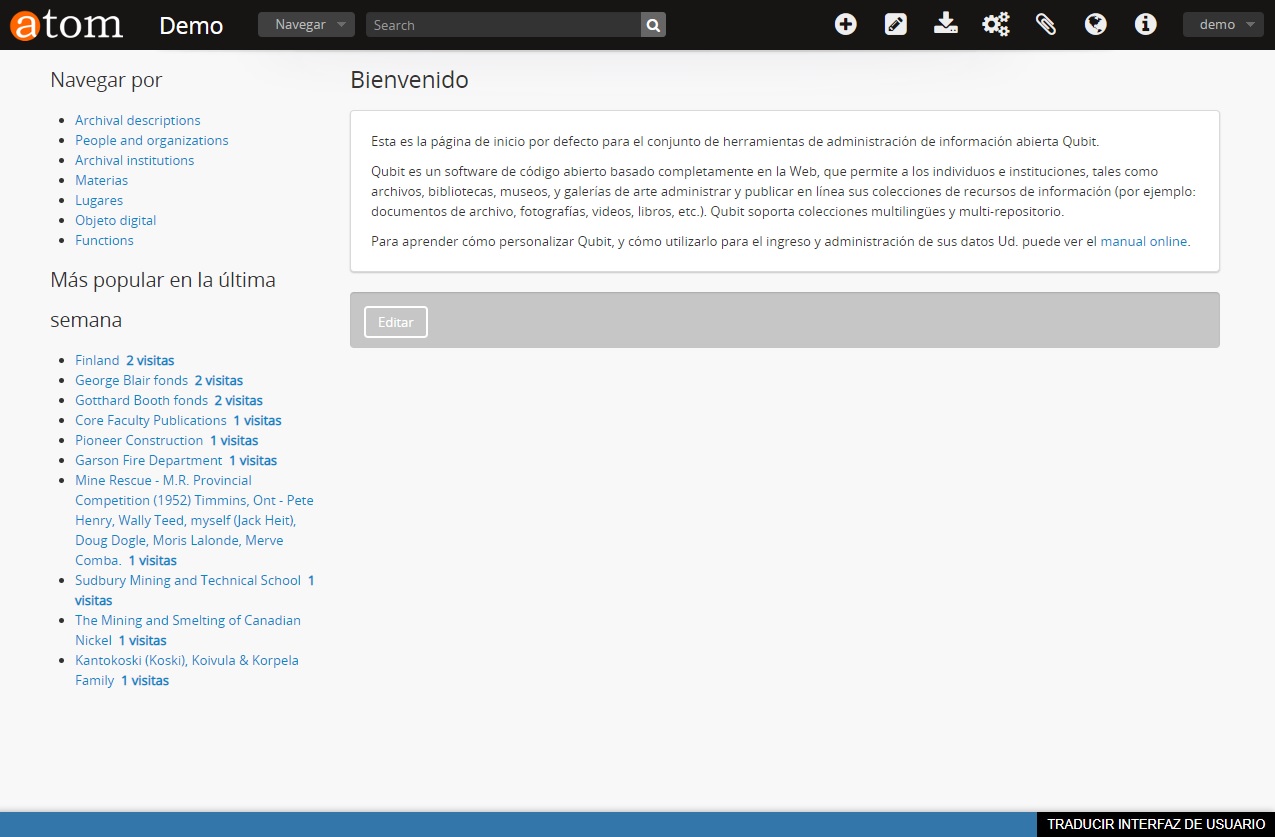 atom Demo Navegar Search demo
Navegar por
Archival descriptions
People and organizations
Archival institutions
Materias
Lugares
Objeto digital
Functions
Más popular en la última
semana
Finland 2 visitas
George Blair fonds 2 visitas
Gotthard Booth fonds 2 visitas
Core Faculty Publications 1 visitas
Pioneer Construction 1 visitas
Garson Fire Department 1 visitas
Mine Rescue - M.R. Provincial
Competition (1952) Timmins, Ont - Pete
Henry, Wally Teed, myself (Jack Heit),
Doug Dogle, Moris Lalonde, Merve
Comba. 1 visitas
Sudbury Mining and Technical School 1
visitas
The Mining and Smelting of Canadian
Nickel 1 visitas
Kantokoski (Koski), Koivula & Korpela
Family 1 visitas
Bienvenido
Esta es la página de inicio por defecto para el conjunto de herramientas de administración de información abierta Qubit.
Qubit es un software de código abierto basado completamente en la Web, que permite a los individuos e instituciones, tales como
archivos, bibliotecas, museos, y galerías de arte administrar y publicar en línea sus colecciones de recursos de información (por ejemplo:
documentos de archivo, fotografías, videos, libros, etc.). Qubit soporta colecciones multilingües y multi-repositorio.
Para aprender cómo personalizar Qubit, y cómo utilizarlo para el ingreso y administración de sus datos Ud. puede ver el manual online.
Editar
TRADUCIR INTERFAZ DE USUARIO